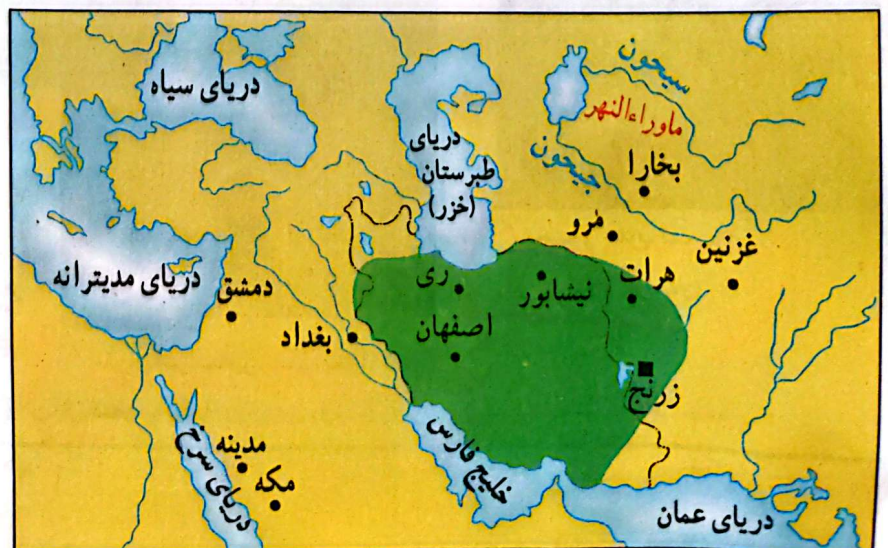 دریای سیاه
دریای
طبرستان
(خزر)
سیحون
ماوراءالنهر
جیحون
بخارا
مرو
غزنین
هرات
نیشابور
ری
اصفهان
زرنج
دریای مدیترانه
دمشق
بغداد
مدینه
مکه
دریای سرخ
خلیج فارس
دریای عمان